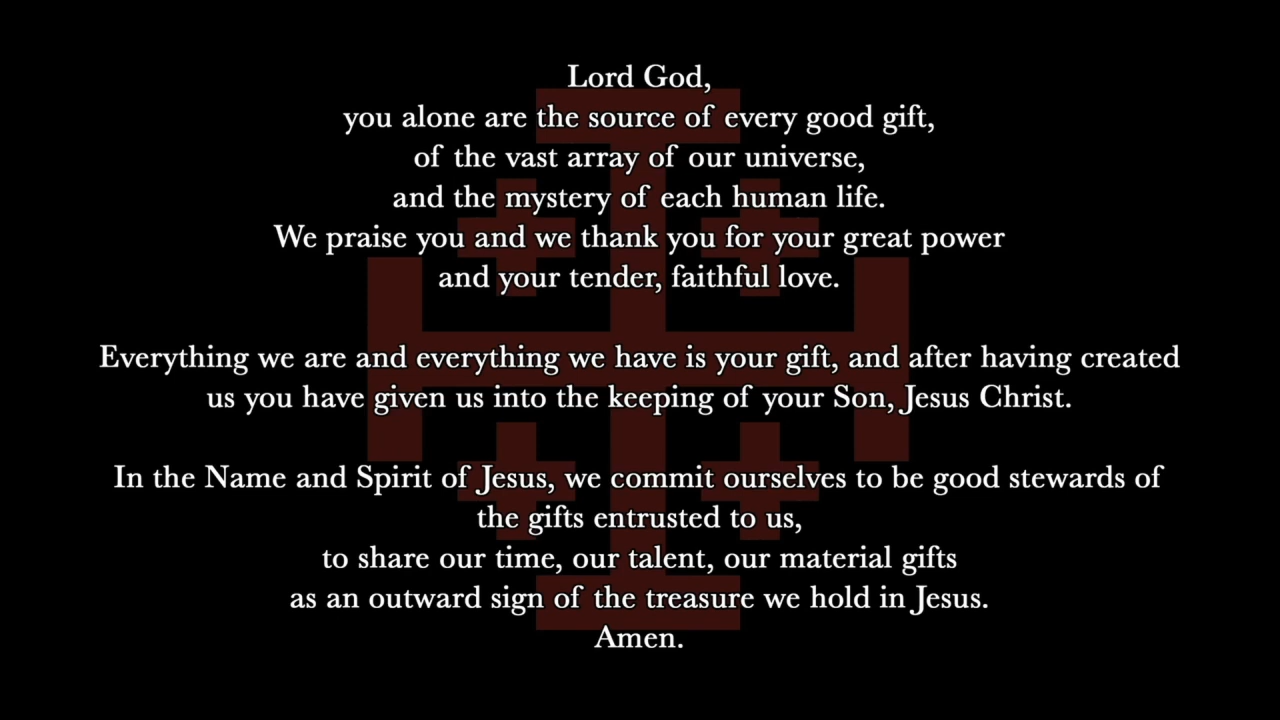 Lord God,
you alone are the source of every good gift,
of the vast array of our universe,
and the mystery of each human life.
We praise you and we thank you for your great power
and your tender, faithful love.
Everything we are and everything we have is your gift, and after having created
us you have given us into the keeping of your Son, Jesus Christ.
In the Name and Spirit of Jesus, we commit ourselves to be good stewards of
the gifts entrusted to us,
to share our time, our talent, our material gifts
as an outward sign of the treasure we hold in Jesus.
Amen.